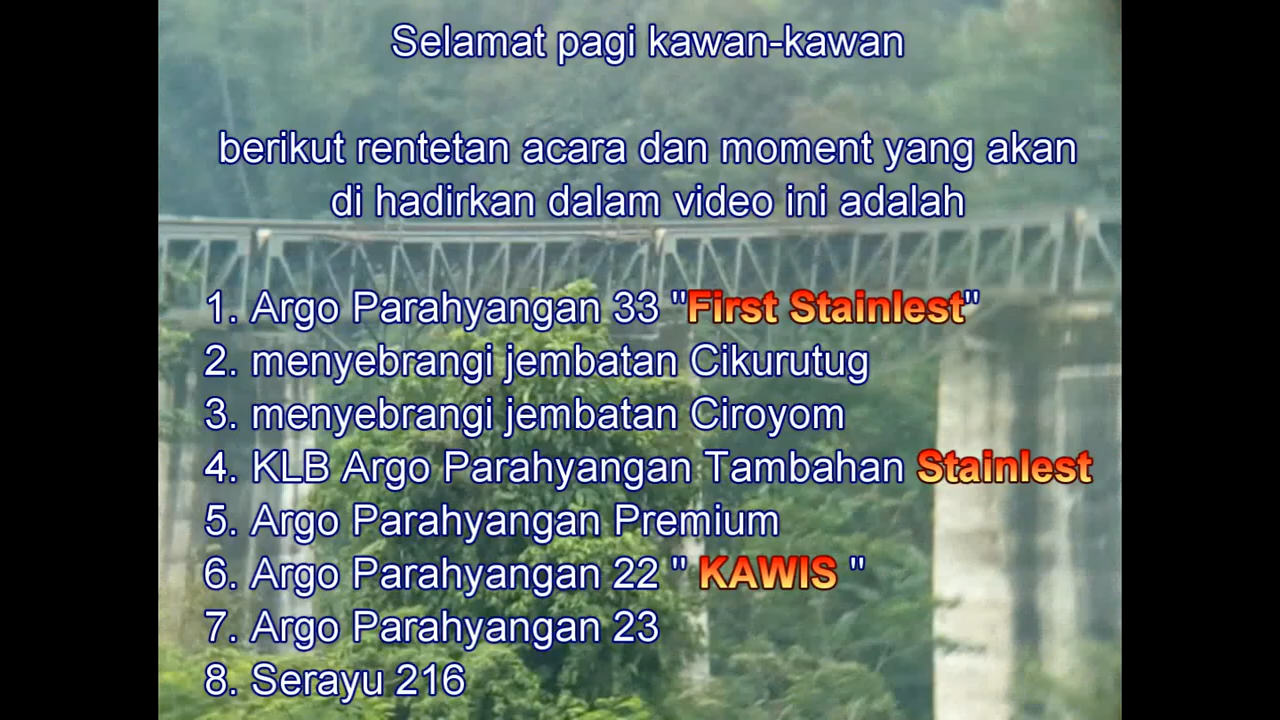 Selamat pagi kawan-kawan
berikut rentetan acara dan moment yang akan
di hadirkan dalam video ini adalah
1. Argo Parahyangan 33 "First Stainlest"
2. menyebrangi jembatan Cikurutug
3. menyebrangi jembatan Ciroyom
4. KLB Argo Parahyangan Tambahan Stainlest
5. Argo Parahyangan Premium
6. Argo Parahyangan 22 " KAWIS "
7. Argo Parahyangan 23
8. Serayu 216